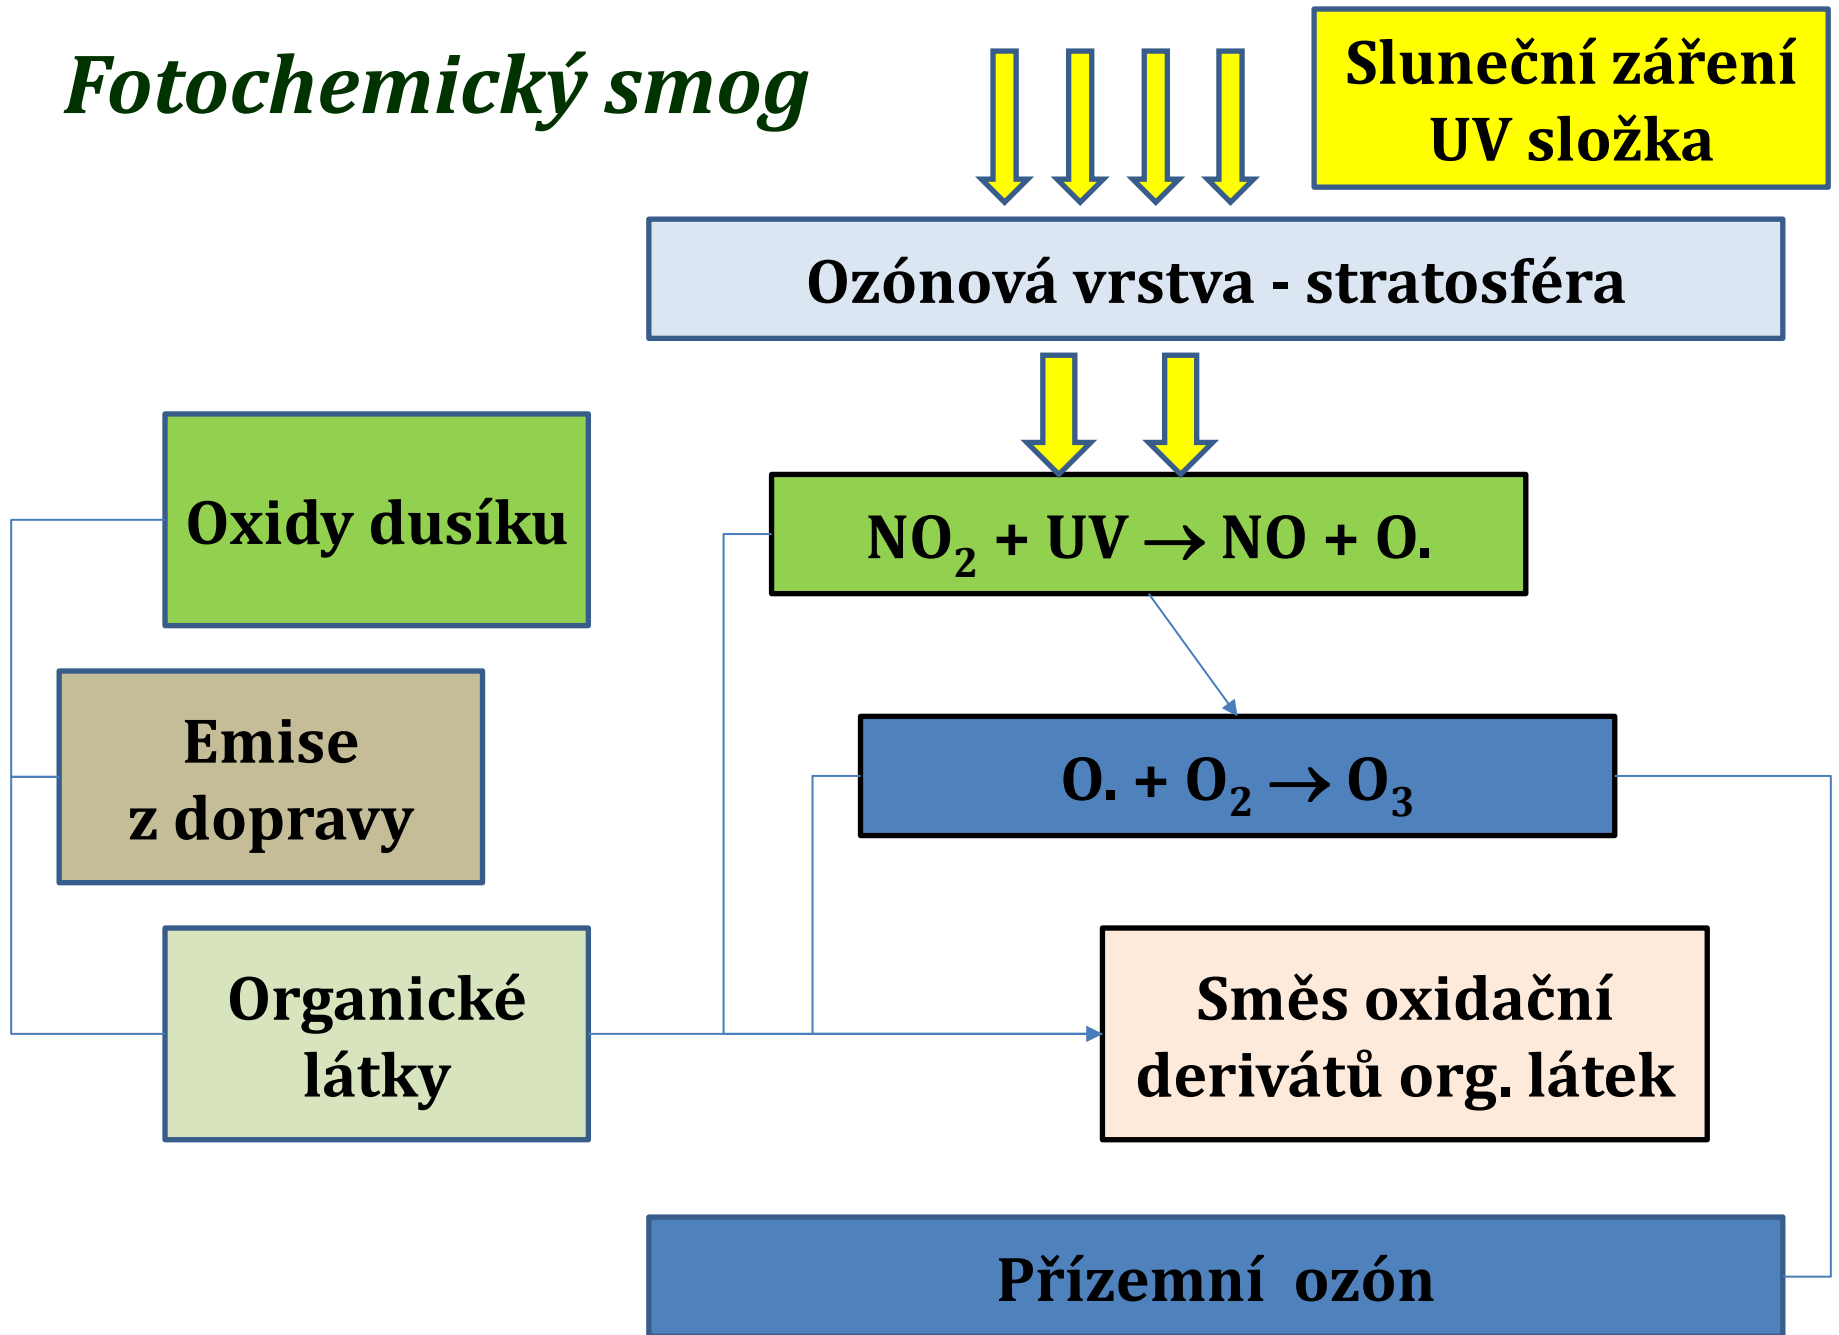 Fotochemický smog
Sluneční záření
UV složka
Ozónová vrstva - stratosféra
Oxidy dusíku
NO₂ + UV → NO + O.
Emise
z dopravy
O. + O₂ → O₃
Organické
látky
Směs oxidační
derivátů org. látek
Přízemní ozón